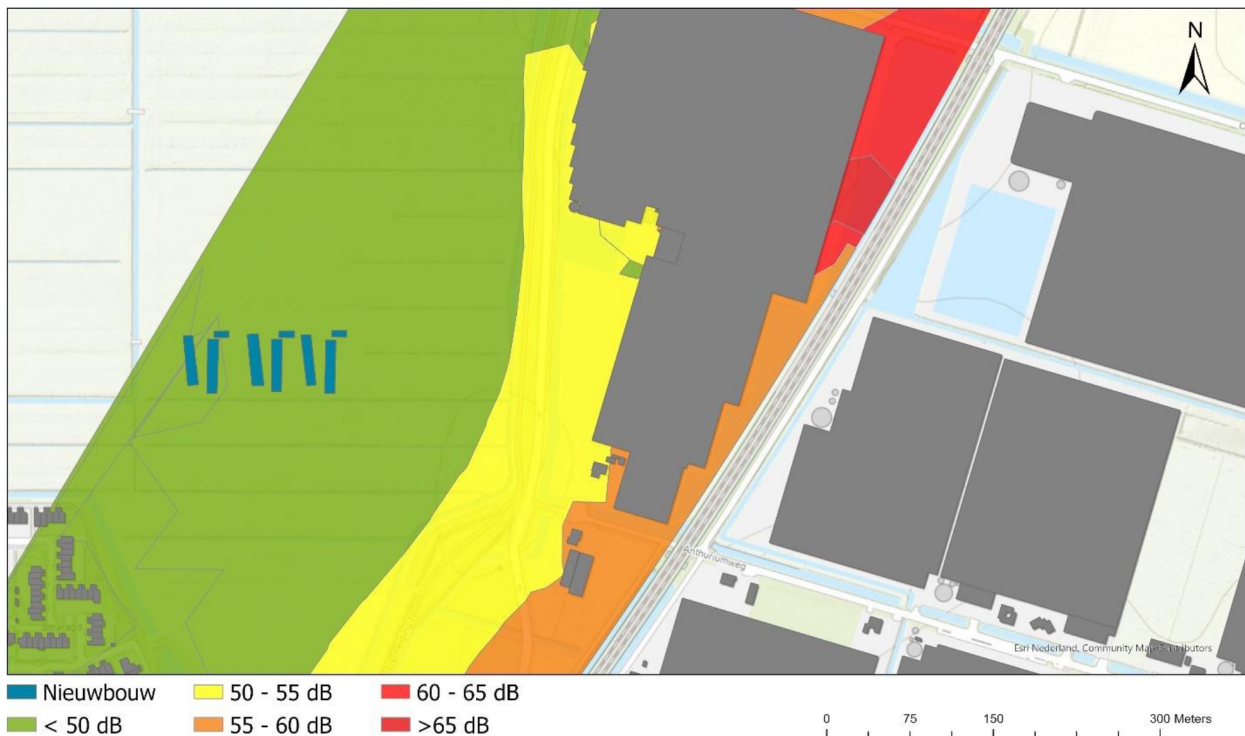 N
Anthuriumweg
Smaragd
Esri Nederland, Community Map Contributors
Nieuwbouw
50 - 55 dB
60 - 65 dB
< 50 dB
55 - 60 dB
>65 dB
0 75 150 300 Meters